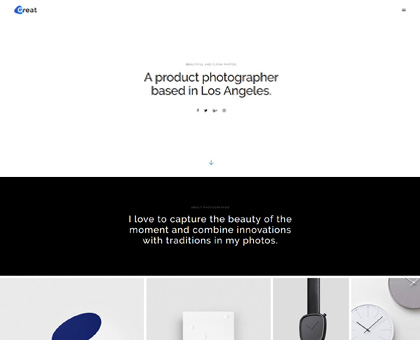 Great
BEAUTIFUL AND CLEAN PHOTOS
A product photographer
based in Los Angeles.
ABOUT PHOTOGRAPHER
I love to capture the beauty of the
moment and combine innovations
with traditions in my photos.